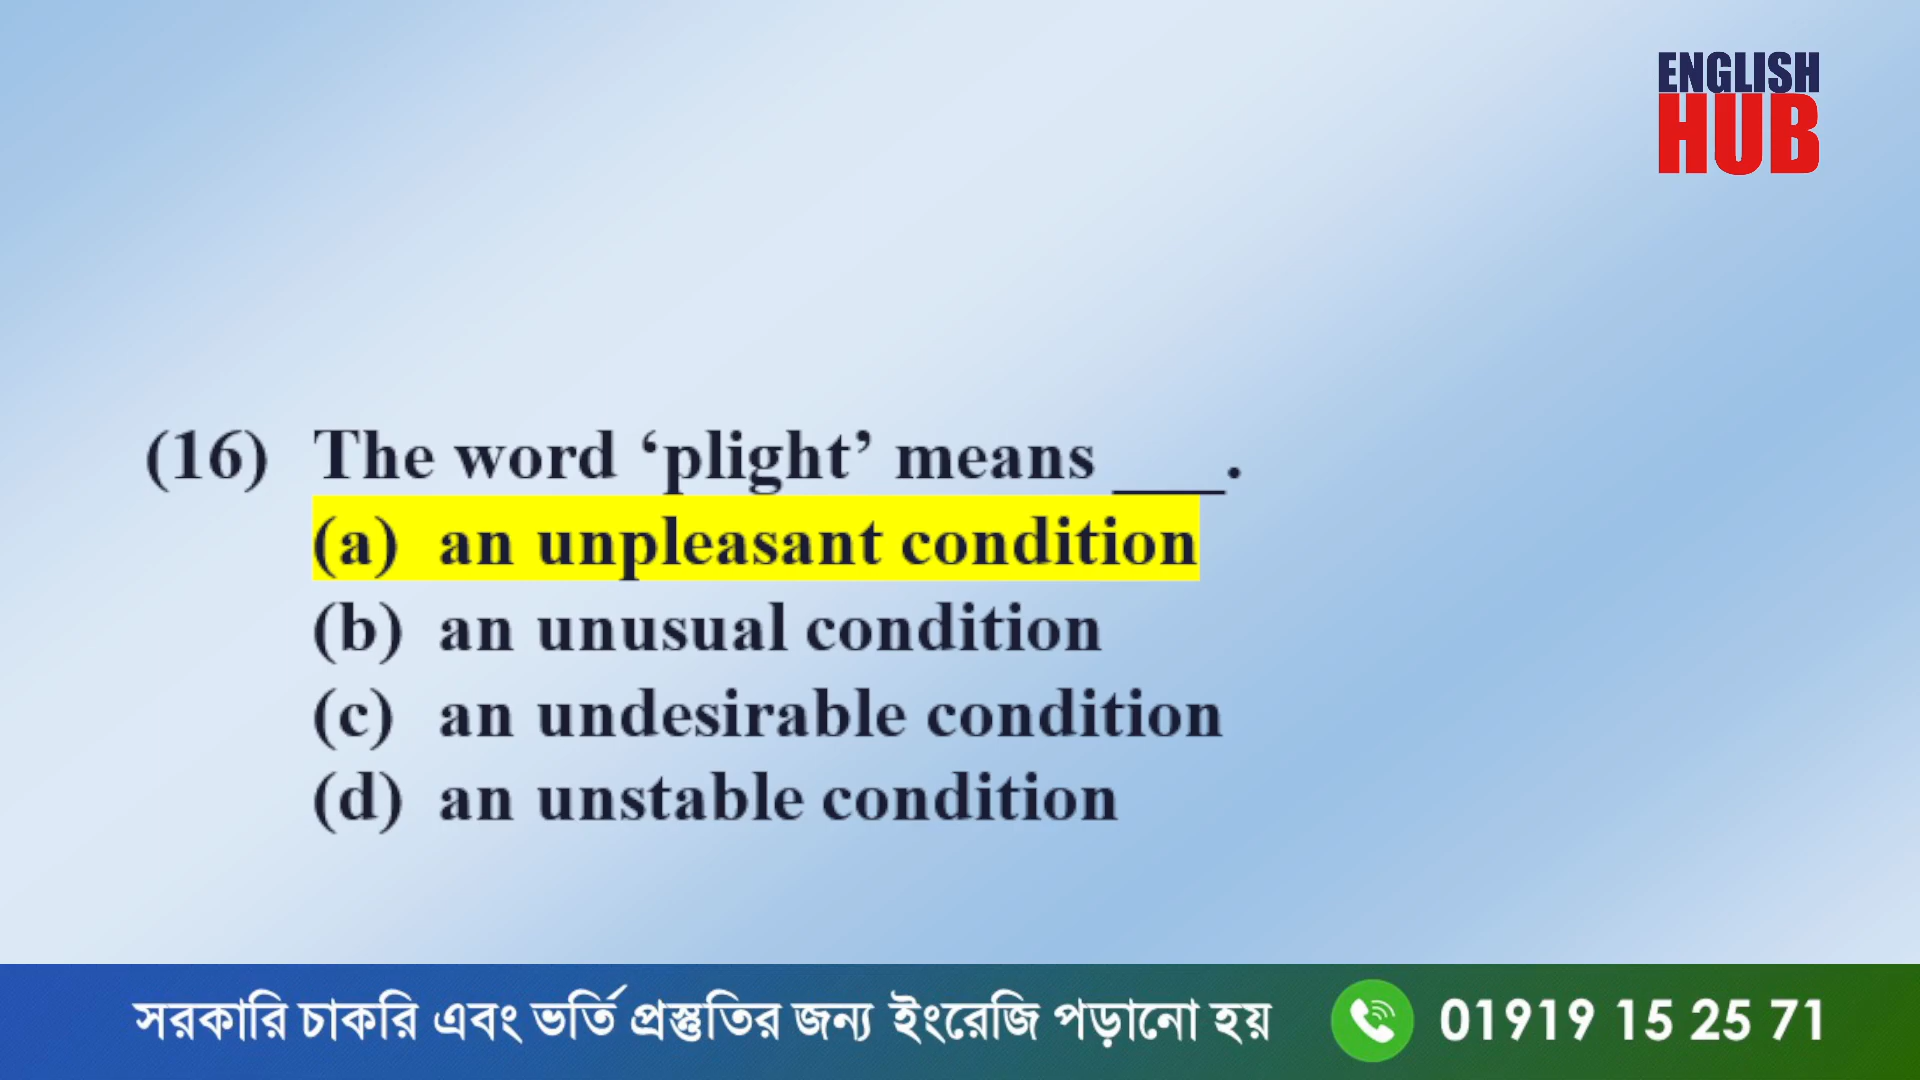 ENGLISH
HUB
(16) The word ‘plight’ means ___.
(a) an unpleasant condition
(b) an unusual condition
(c) an undesirable condition
(d) an unstable condition
সরকারি চাকরি এবং ভর্তি প্রস্তুতির জন্য ইংরেজি পড়ানো হয় 01919 15 25 71